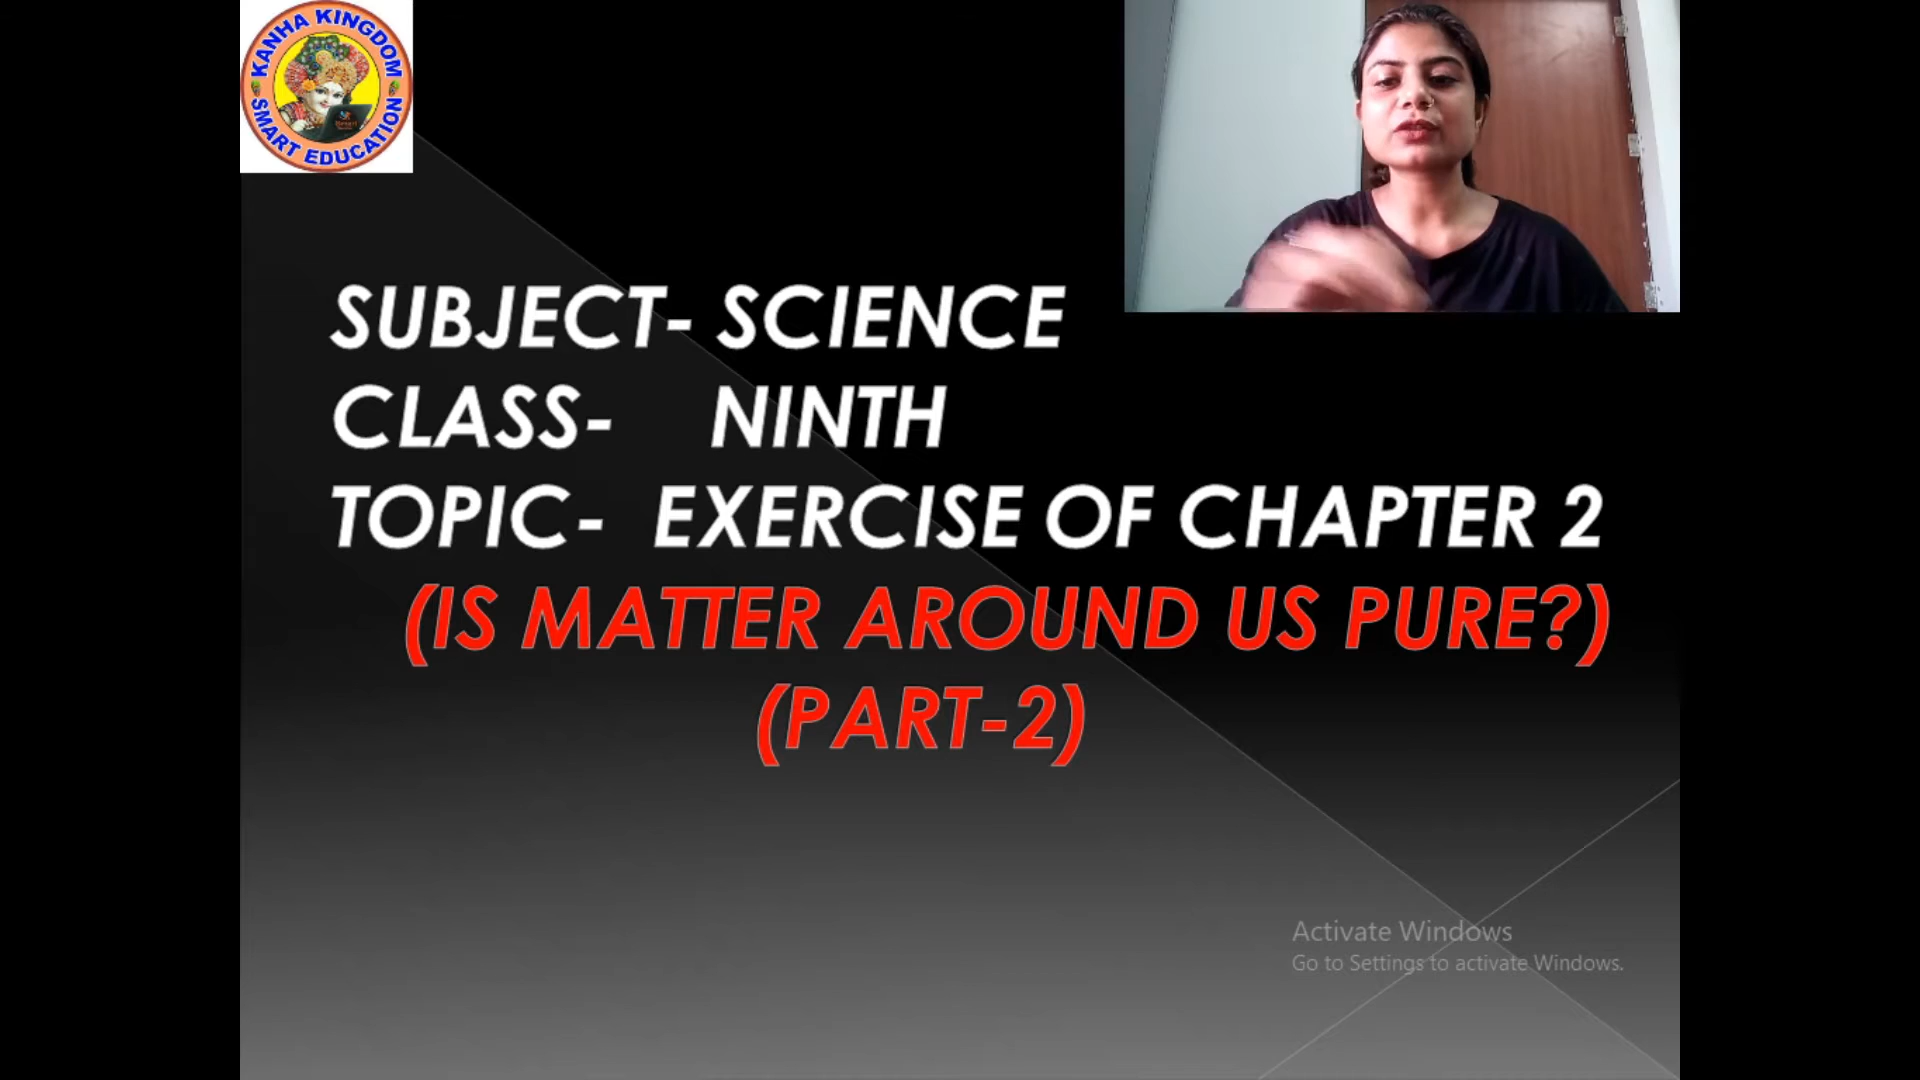 KANHA KINGDOM
SMART EDUCATION
SUBJECT- SCIENCE
CLASS- NINTH
TOPIC- EXERCISE OF CHAPTER 2
(IS MATTER AROUND US PURE?)
(PART-2)
Activate Windows
Go to Settings to activate Windows.